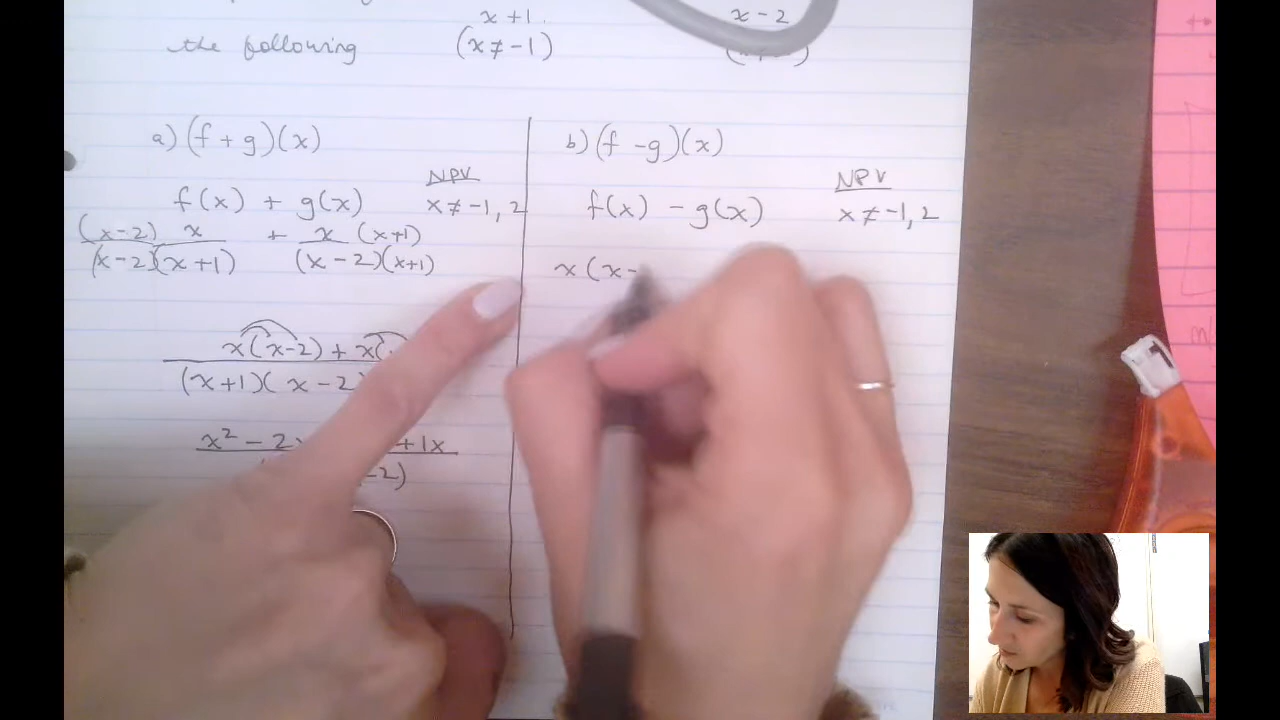 x + 1 x - 2
the following (x ≠ -1)
a) (f + g)(x)
NPV
f(x) + g(x) x ≠ -1, 2
(x-2) x + x (x+1)
(x-2)(x+1) (x-2)(x+1)
x(x-2) + x(
(x+1)(x-2)
x² - 2x +1x
-2)
b) (f - g)(x)
NPV
f(x) - g(x) x ≠ -1, 2
x(x-